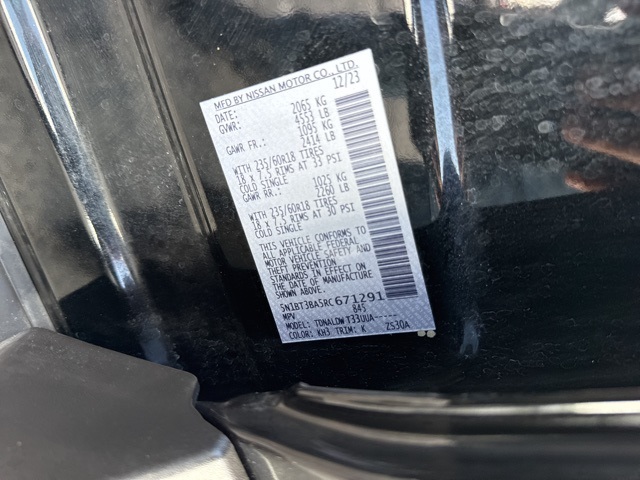 MFD BY NISSAN MOTOR CO., LTD.
DATE: 12/23
GVWR: 2065 KG
4553 LB
GAWR FR.: 1095 KG
2414 LB
WITH 235/60R18 TIRES
18 X 7.5 RIMS AT 33 PSI
COLD SINGLE
GAWR RR.: 1025 KG
2260 LB
WITH 235/60R18 TIRES
18 X 7.5 RIMS AT 30 PSI
COLD SINGLE
THIS VEHICLE CONFORMS TO
ALL APPLICABLE FEDERAL
MOTOR VEHICLE SAFETY AND
THEFT PREVENTION
STANDARDS IN EFFECT ON
THE DATE OF MANUFACTURE
5N1BT3BA5RC671291
MPV 845
MODEL: TDNALDW T33UUA-----
COLOR: KH3 TRIM: K Z530A